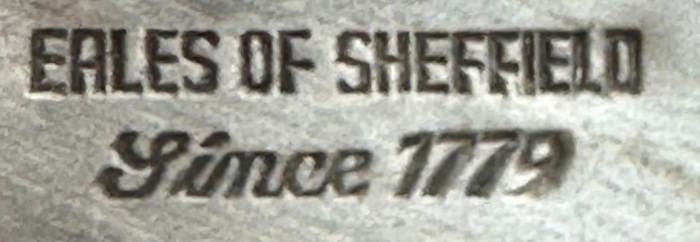 EALES OF SHEFFIELD
Since 1779